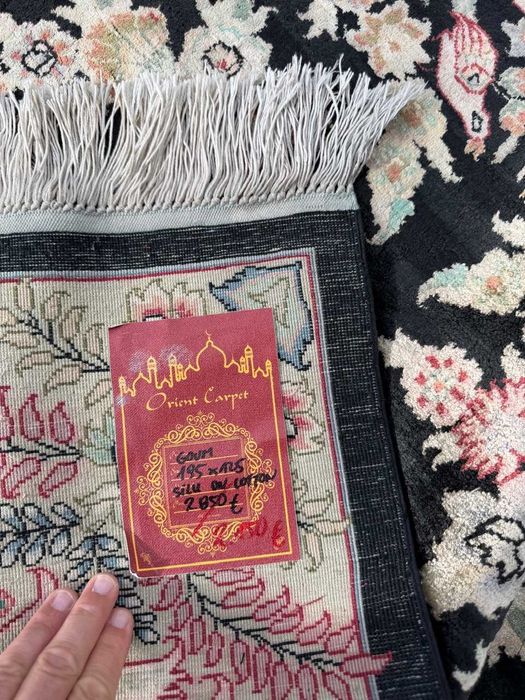 Orient Carpet
GOUM
195 x 125
SILK ON COTTON
2850 €